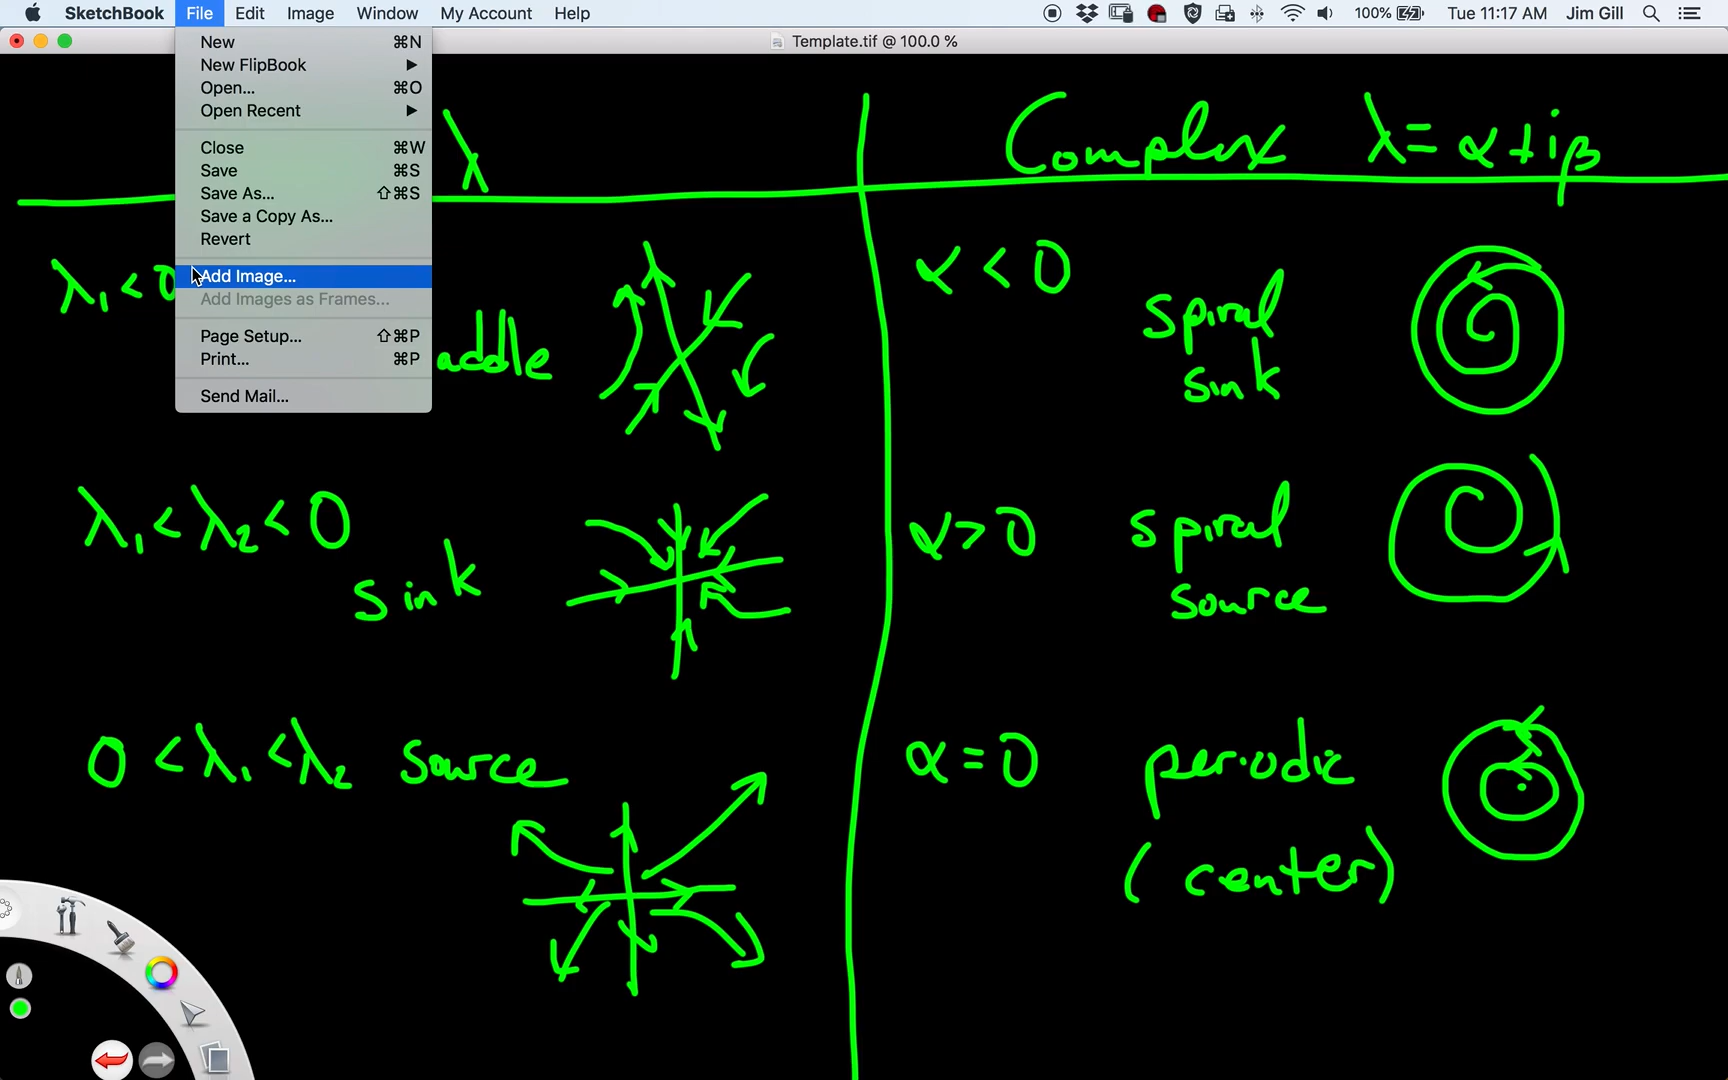 SketchBook File Edit Image Window My Account Help 100% Tue 11:17 AM Jim Gill
Template.tif @ 100.0 %
New ⌘N
New FlipBook ▶
Open... ⌘O
Open Recent ▶
Close ⌘W
Save ⌘S
Save As... ⇧⌘S
Save a Copy As...
Revert
Add Image...
Add Images as Frames...
Page Setup... ⇧⌘P
Print... ⌘P
Send Mail...
λ
λ₁ < 0
addle
λ₁ < λ₂ < 0
sink
0 < λ₁ < λ₂ source
Complex λ = α + iβ
α < 0 spiral
sink
α > 0 spiral
source
α = 0 periodic
(center)